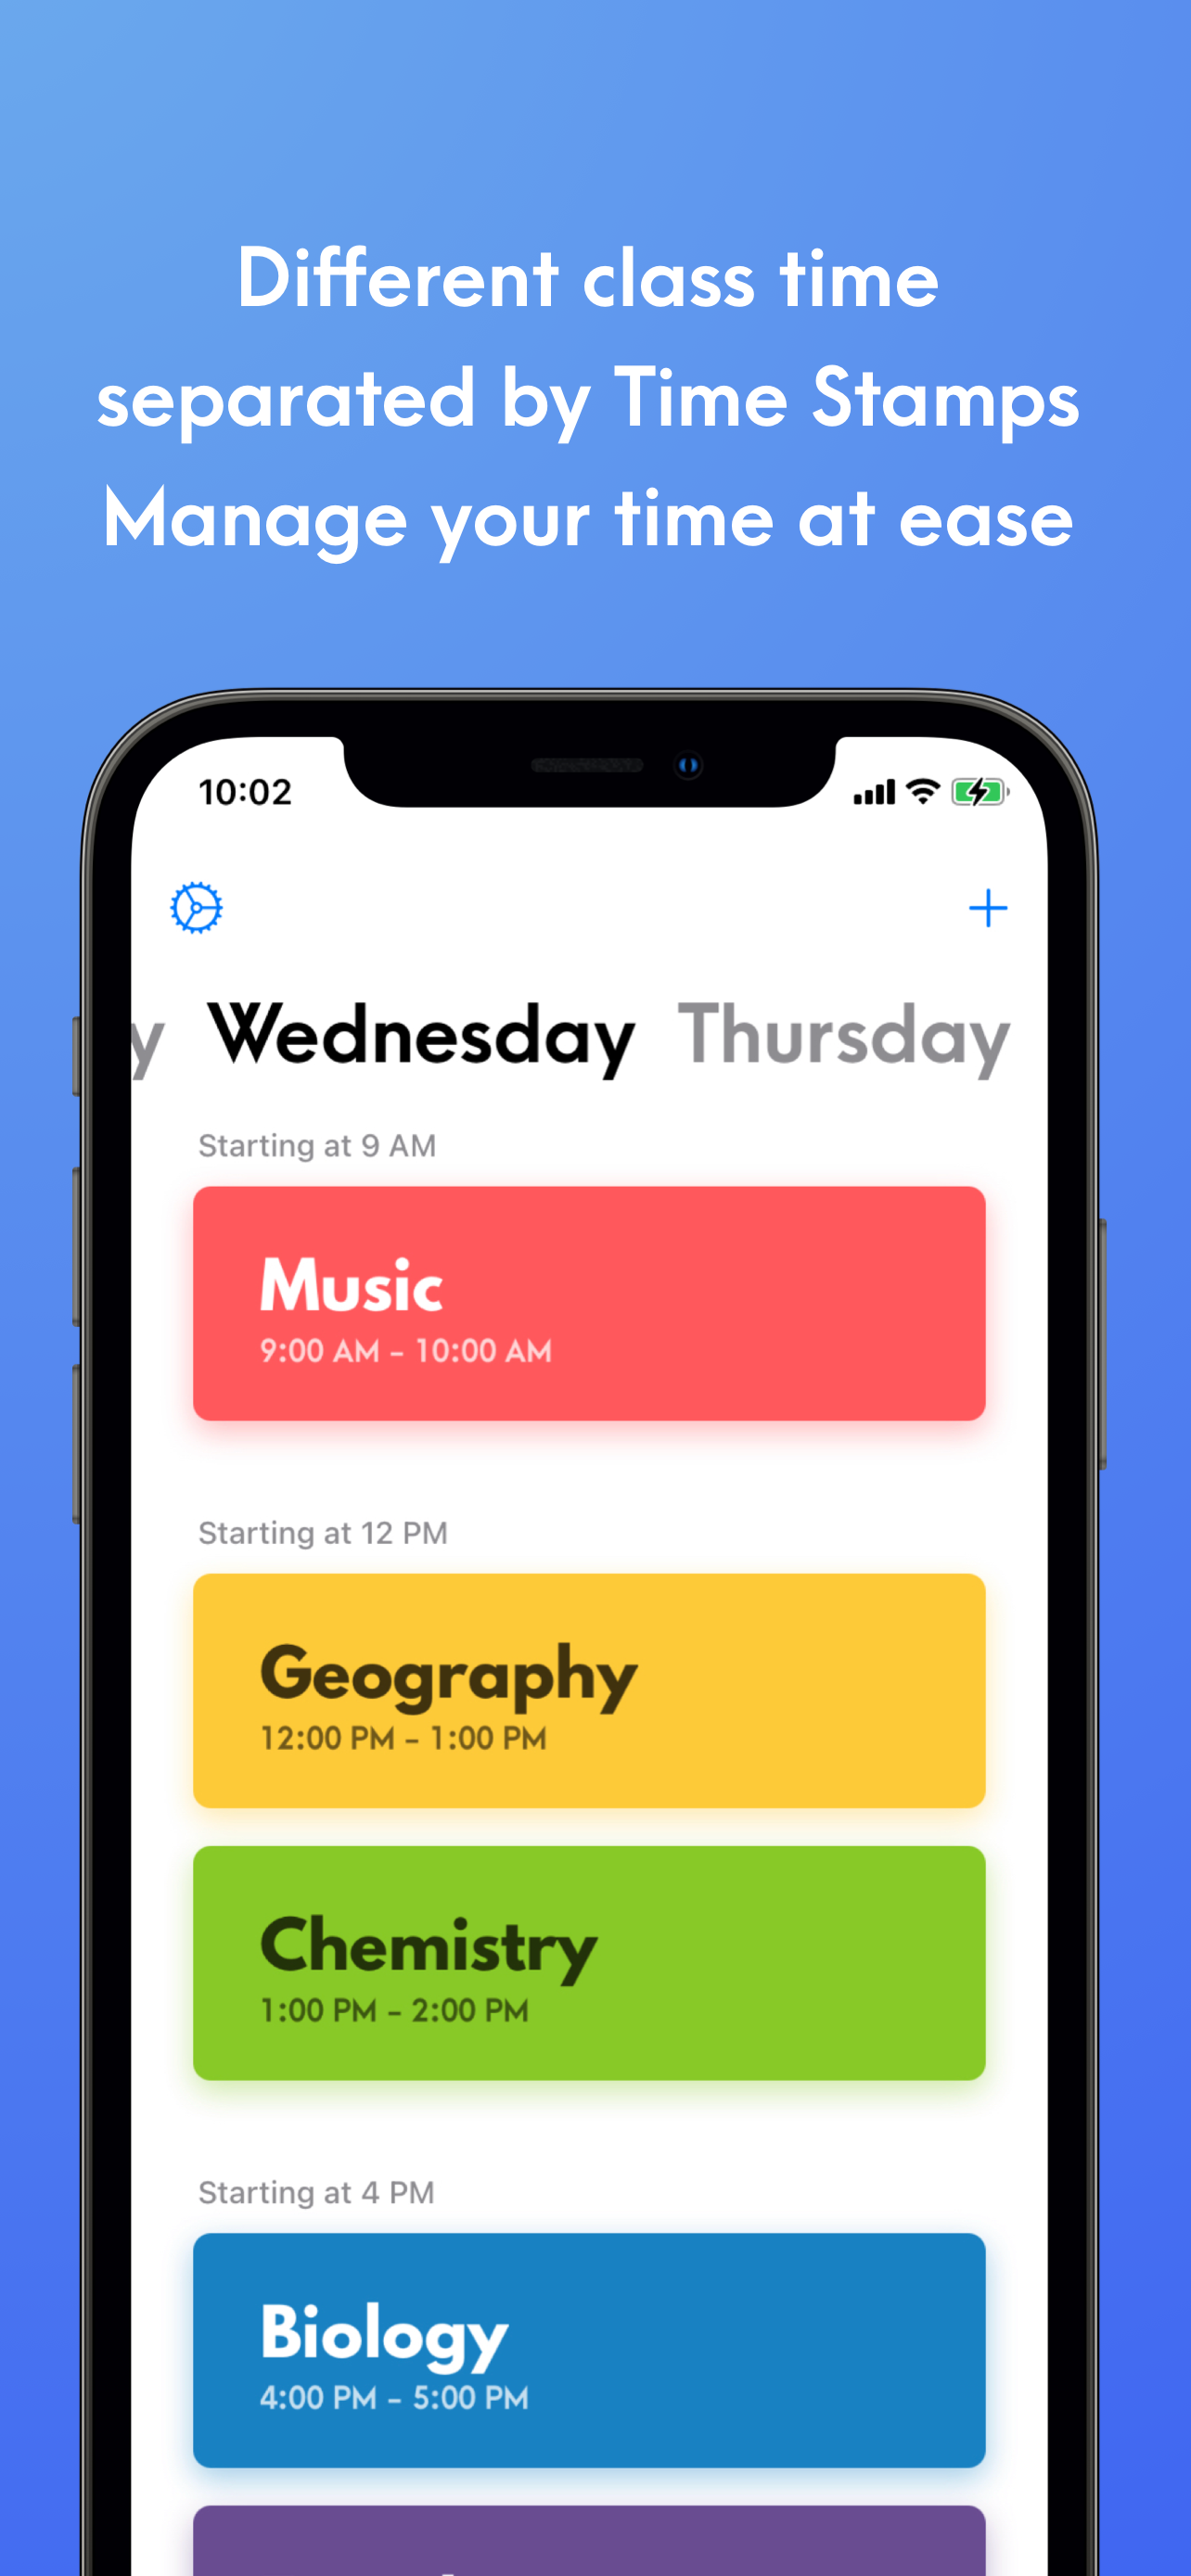 Different class time
separated by Time Stamps
Manage your time at ease
10:02
y Wednesday Thursday
Starting at 9 AM
Music
9:00 AM - 10:00 AM
Starting at 12 PM
Geography
12:00 PM - 1:00 PM
Chemistry
1:00 PM - 2:00 PM
Starting at 4 PM
Biology
4:00 PM - 5:00 PM